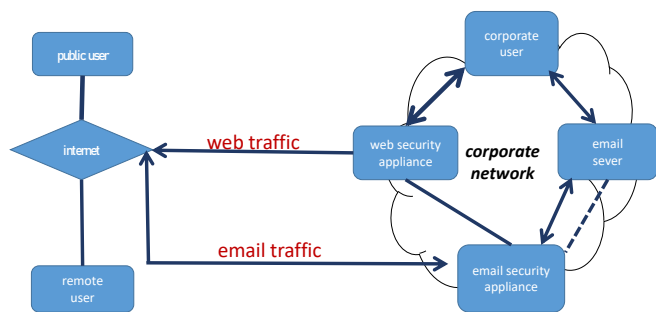 corporate
user
public user
web traffic
internet
web security
appliance
corporate
network
email
sever
email traffic
remote
user
email security
appliance